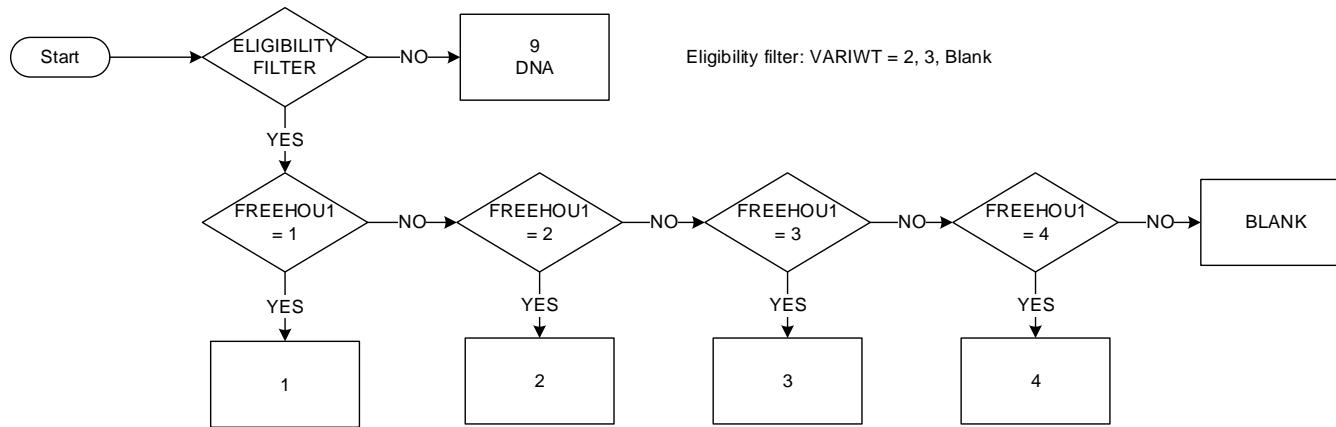 Start
ELIGIBILITY
FILTER
NO
9
DNA
Eligibility filter: VARIWT = 2, 3, Blank
YES
FREEHOU1
= 1
NO
FREEHOU1
= 2
NO
FREEHOU1
= 3
NO
FREEHOU1
= 4
NO
BLANK
YES
YES
YES
YES
1
2
3
4